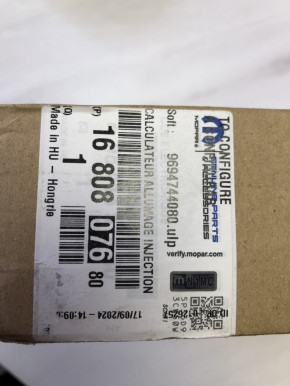 TO CONFIGURE
MOPAR
GENUINE PARTS
ACCESSORIES
Soft : 9694744080.ulp
verify.mopar.com
CALCULATEUR ALLUMAGE INJECTION
(P) 16 808 076 80
(Q) 1
17/09/2024 - 14:09:
Made in HU - Hongrie